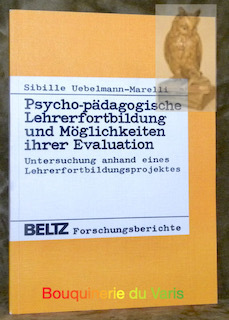 Sibille Uebelmann-Marelli
Psycho-pädagogische
Lehrerfortbildung
und Möglichkeiten
ihrer Evaluation
Untersuchung anhand eines
Lehrerfortbildungsprojektes
BELTZ Forschungsberichte
Bouquinerie du Varis